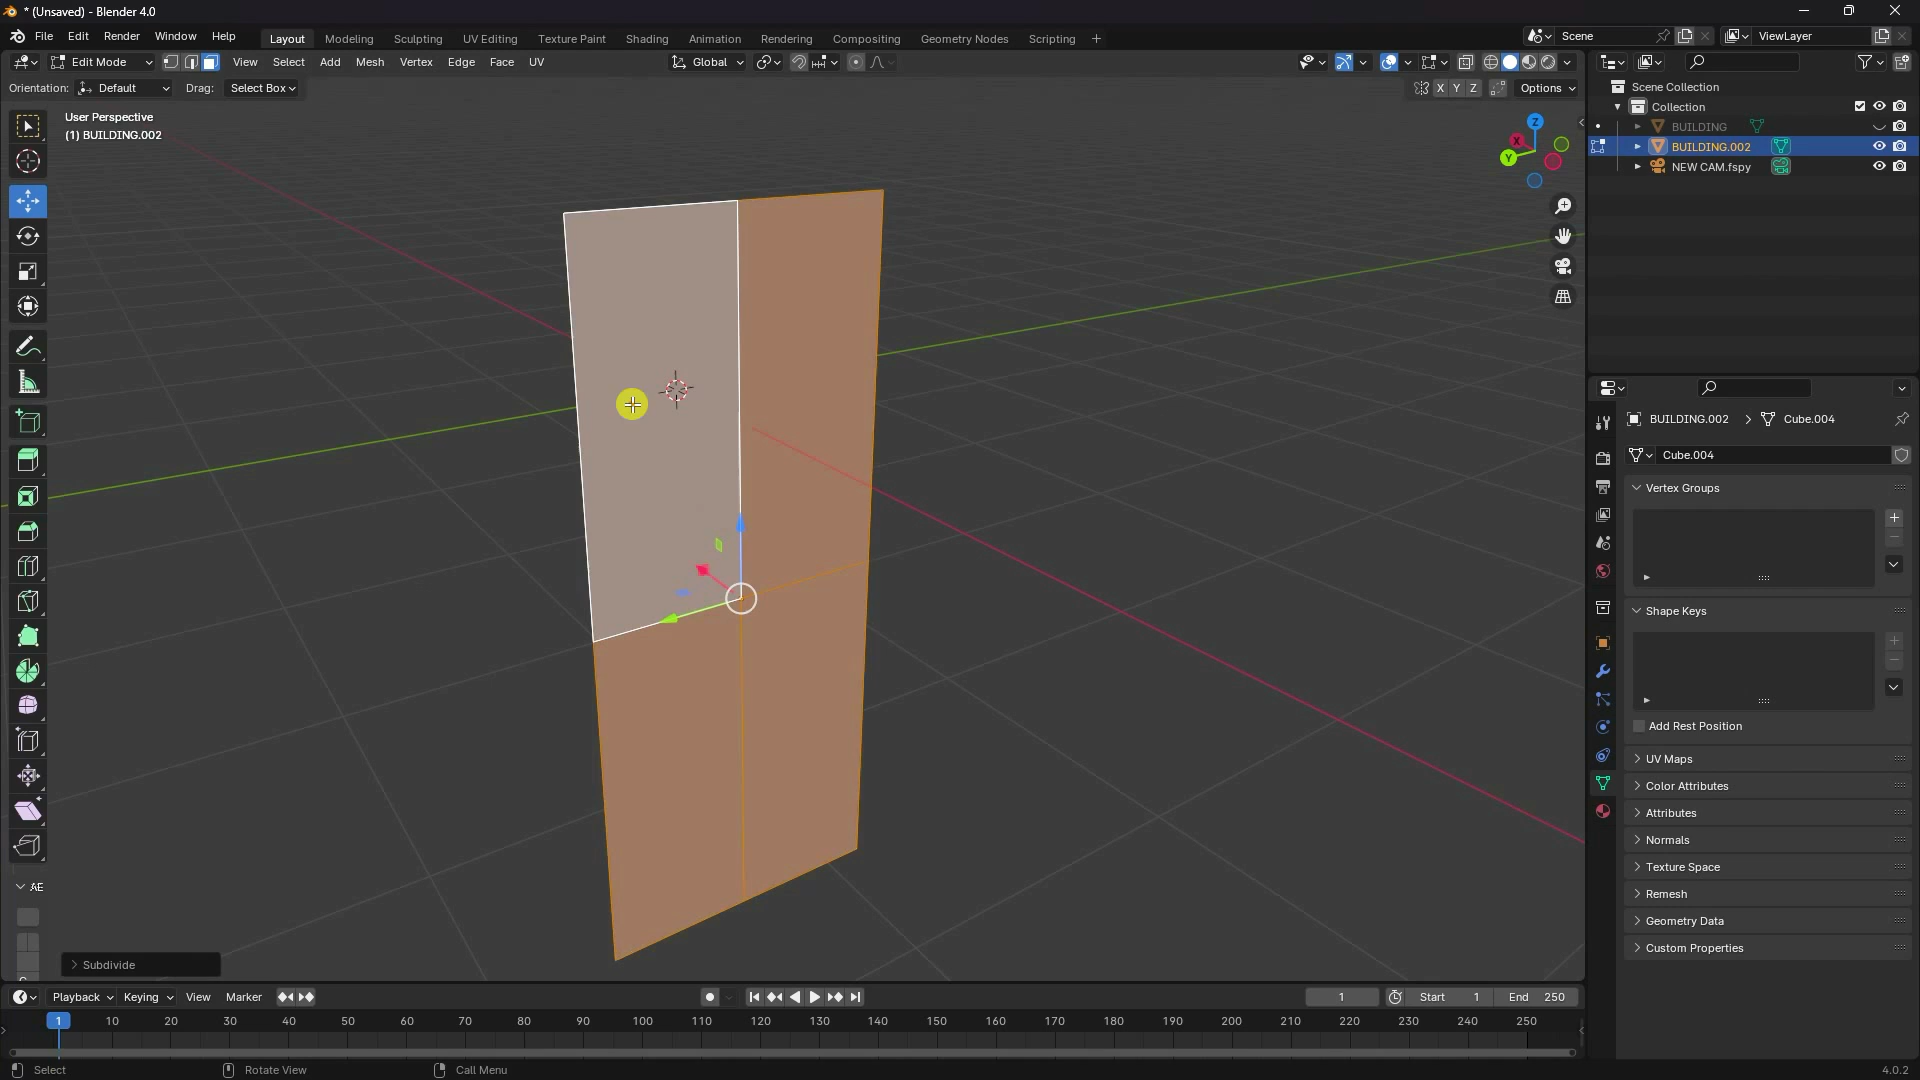 * (Unsaved) - Blender 4.0
File Edit Render Window Help
Layout Modeling Sculpting UV Editing Texture Paint Shading Animation Rendering Compositing Geometry Nodes Scripting +
Scene
ViewLayer
Edit Mode View Select Add Mesh Vertex Edge Face UV
Global
Orientation: Default Drag: Select Box
X Y Z Options
User Perspective
(1) BUILDING.002
Z
X
Y
Scene Collection
Collection
BUILDING
BUILDING.002
NEW CAM.fspy
BUILDING.002 > Cube.004
Cube.004
Vertex Groups
Shape Keys
Add Rest Position
UV Maps
Color Attributes
Attributes
Normals
Texture Space
Remesh
Geometry Data
Custom Properties
AE
Subdivide
Playback Keying View Marker
1 Start 1 End 250
1 10 20 30 40 50 60 70 80 90 100 110 120 130 140 150 160 170 180 190 200 210 220 230 240 250
Select Rotate View Call Menu
4.0.2